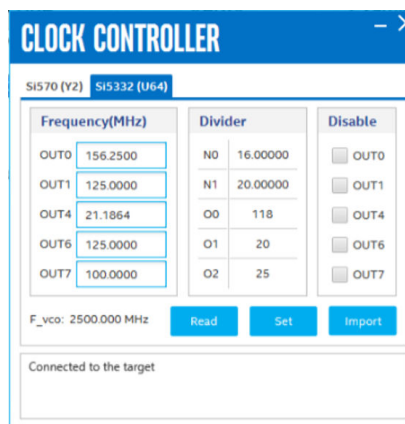 CLOCK CONTROLLER
Si570 (Y2) Si5332 (U64)
Frequency(MHz) Divider Disable
OUT0 156.2500 N0 16.00000 OUT0
OUT1 125.0000 N1 20.00000 OUT1
OUT4 21.1864 O0 118 OUT4
OUT6 125.0000 O1 20 OUT6
OUT7 100.0000 O2 25 OUT7
F_vco: 2500.000 MHz Read Set Import
Connected to the target